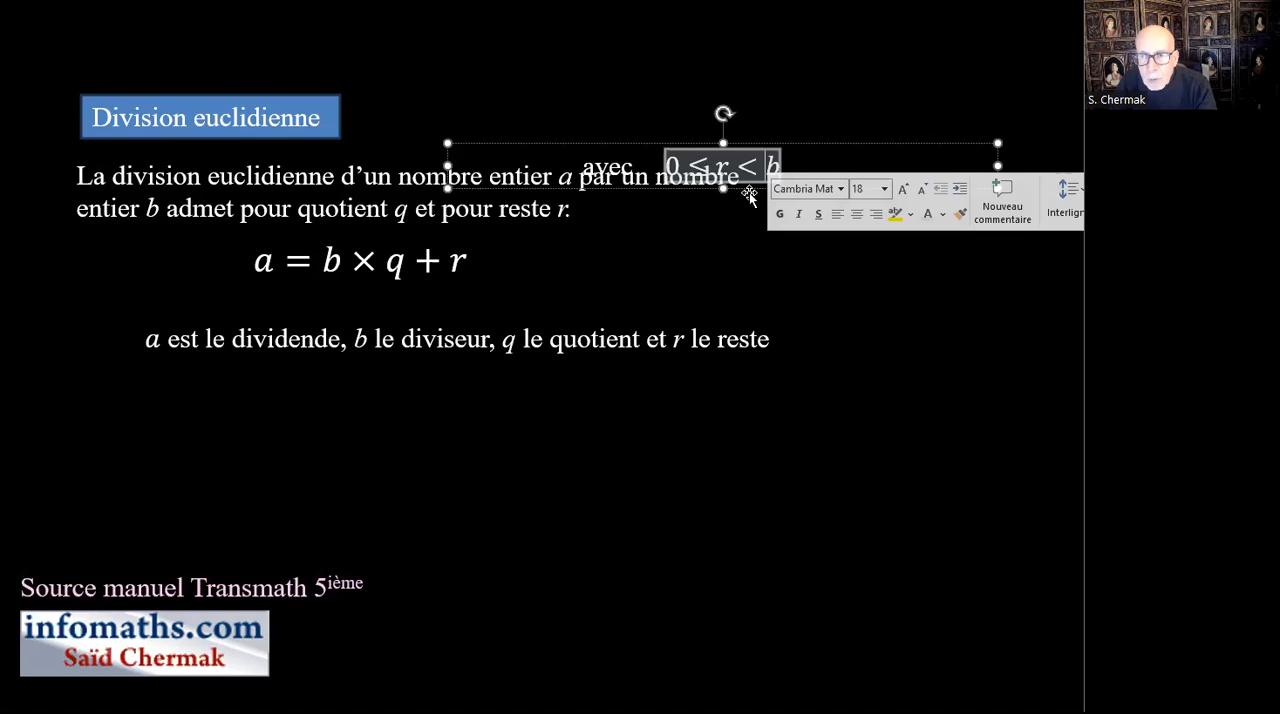 S. Chermak
Division euclidienne
avec 0 ≤ r < b
La division euclidienne d’un nombre entier a par un nombre
entier b admet pour quotient q et pour reste r.
Cambria Mat 18
G I S
A
Nouveau
commentaire
Interlign
a = b × q + r
a est le dividende, b le diviseur, q le quotient et r le reste
Source manuel Transmath 5ième
infomaths.com
Saïd Chermak